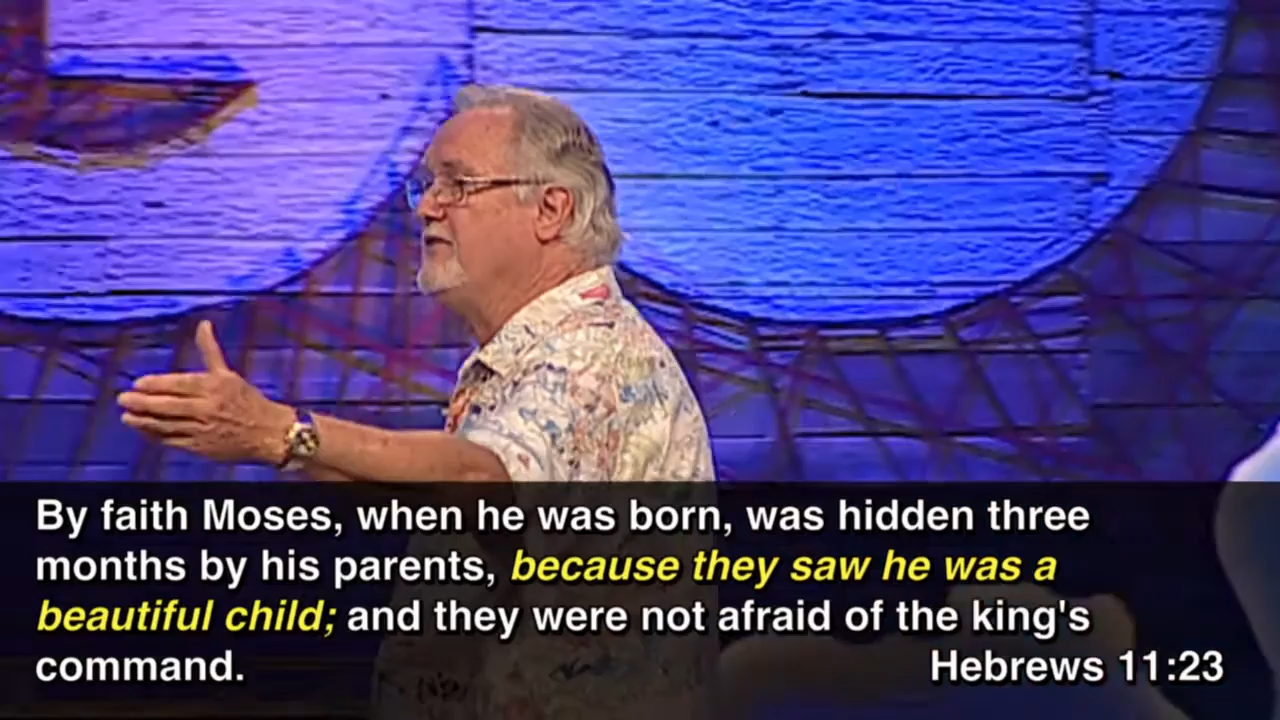 By faith Moses, when he was born, was hidden three
months by his parents, because they saw he was a
beautiful child; and they were not afraid of the king's
command. Hebrews 11:23